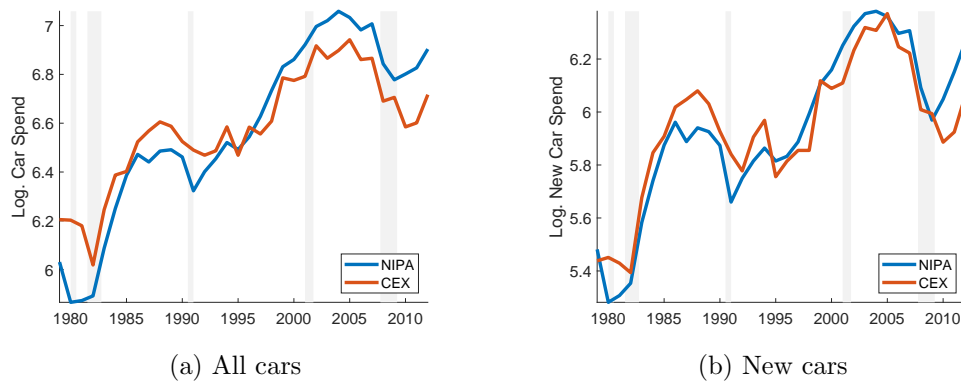 7
6.8
6.6
6.4
6.2
6
Log. Car Spend
NIPA
CEX
1980 1985 1990 1995 2000 2005 2010
(a) All cars
6.2
6
5.8
5.6
5.4
Log. New Car Spend
NIPA
CEX
1980 1985 1990 1995 2000 2005 2010
(b) New cars